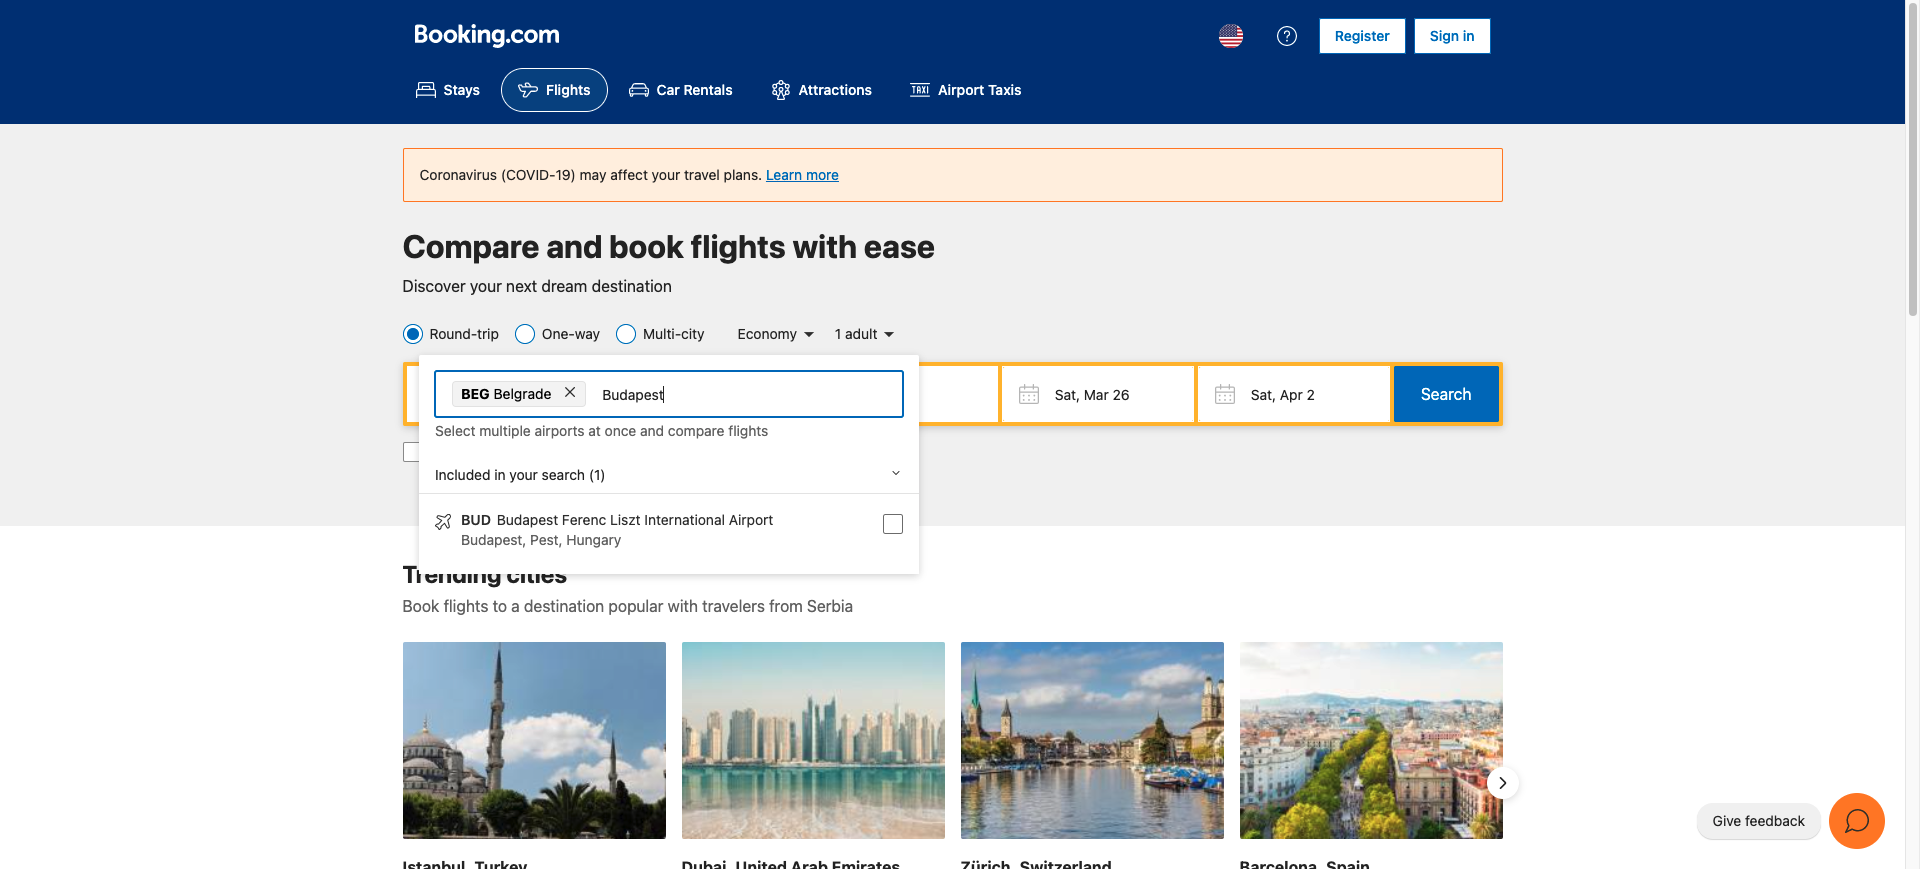 Booking.com
Register
Sign in
Stays
Flights
Car Rentals
Attractions
TAXI
Airport Taxis
Coronavirus (COVID-19) may affect your travel plans. Learn more
Compare and book flights with ease
Discover your next dream destination
Round-trip
One-way
Multi-city
Economy
1 adult
BEG Belgrade
Budapest
Sat, Mar 26
Sat, Apr 2
Search
Select multiple airports at once and compare flights
Included in your search (1)
BUD Budapest Ferenc Liszt International Airport
Budapest, Pest, Hungary
Trending cities
Book flights to a destination popular with travelers from Serbia
Give feedback
Istanbul, Turkey
Dubai, United Arab Emirates
Zürich, Switzerland
Barcelona, Spain